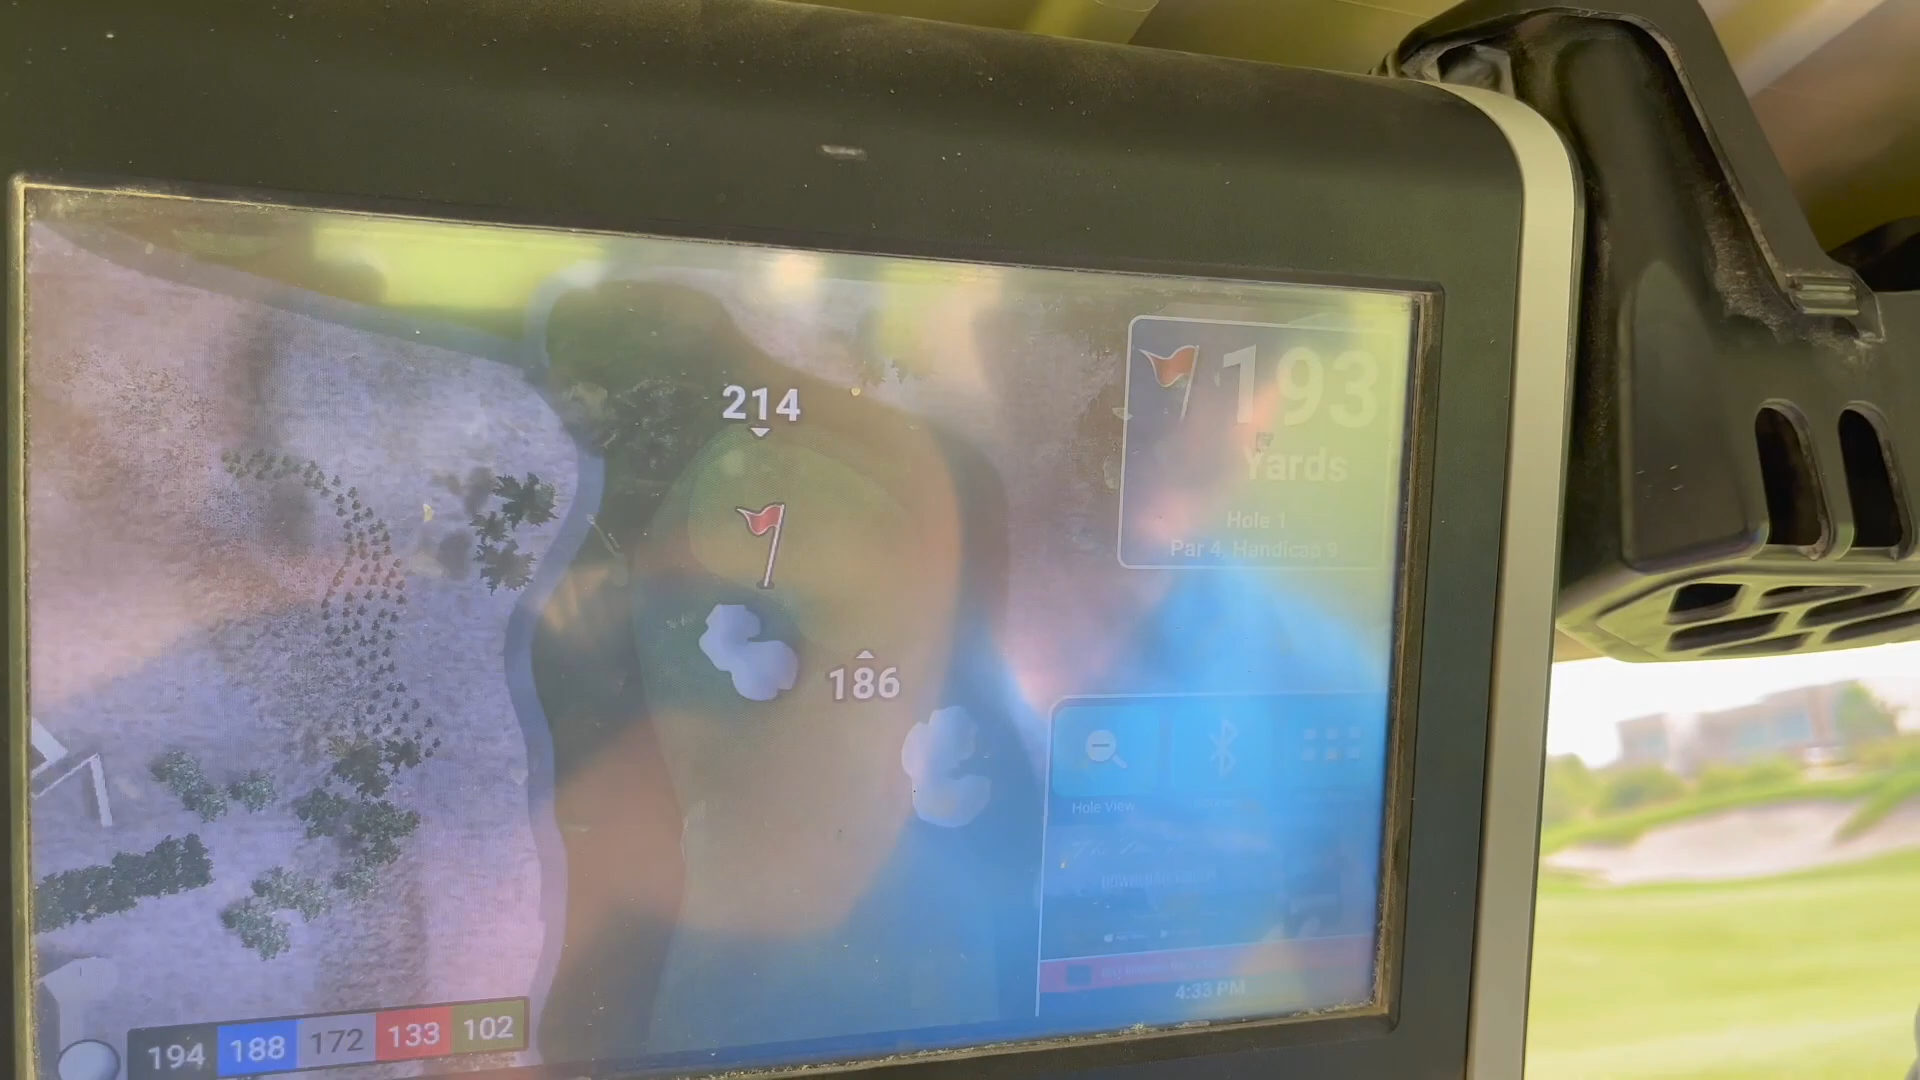 214
193
Yards
Hole 1
Par 4, Handicap 9
186
Hole View
4:33 PM
194 188 172 133 102